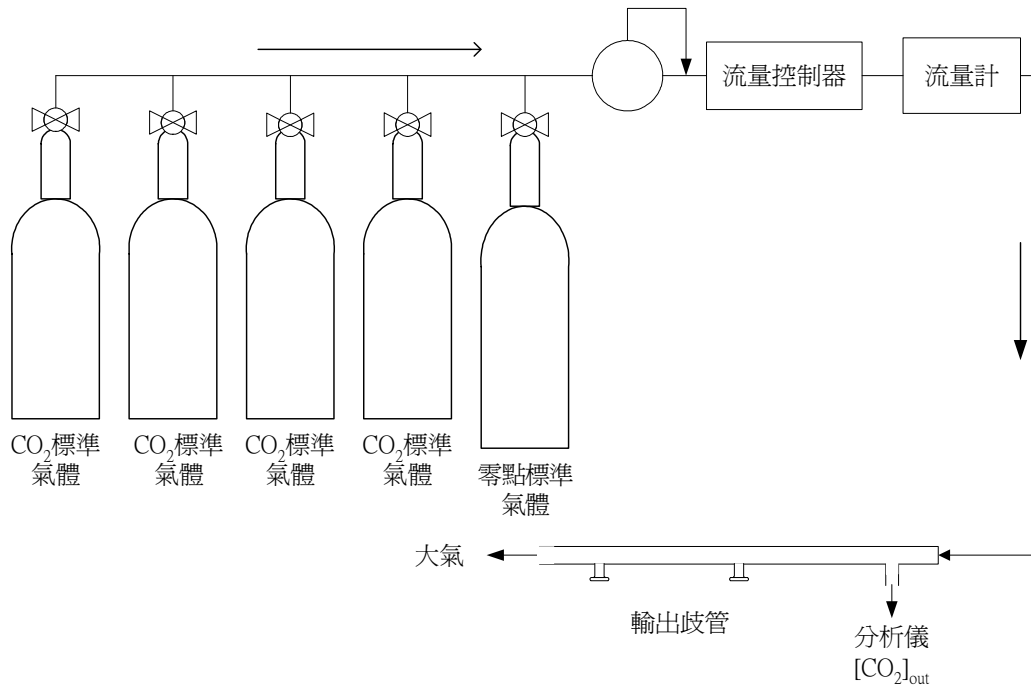 流量控制器
流量計
CO₂標準
氣體
CO₂標準
氣體
CO₂標準
氣體
CO₂標準
氣體
零點標準
氣體
大氣
輸出歧管
分析儀
[CO₂]out